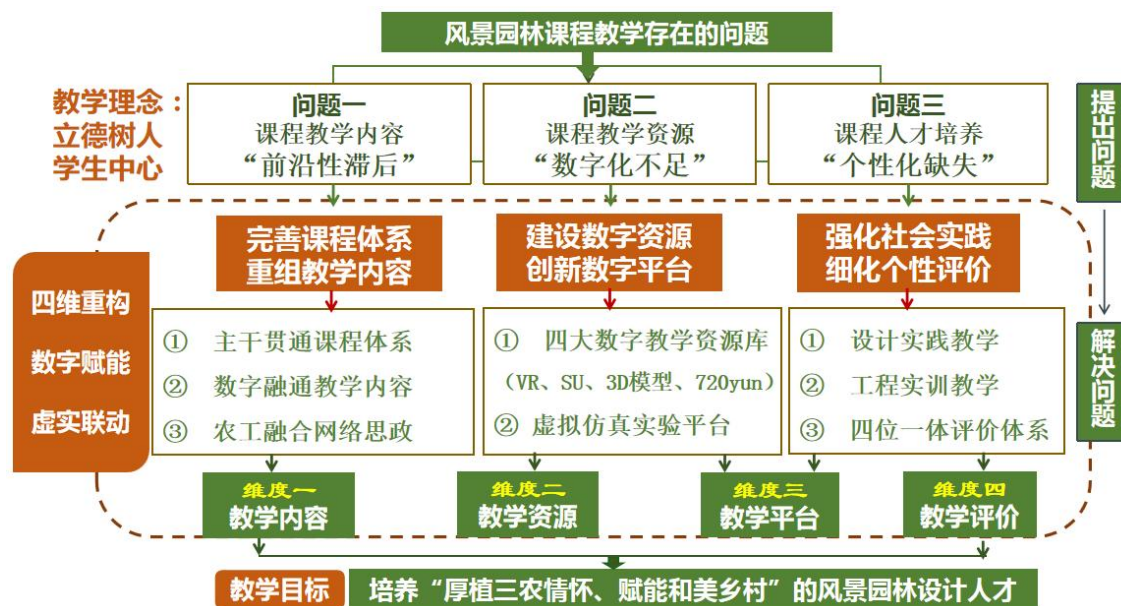 风景园林课程教学存在的问题
教学理念：
立德树人
学生中心
问题一
课程教学内容
“前沿性滞后”
问题二
课程教学资源
“数字化不足”
问题三
课程人才培养
“个性化缺失”
提出问题
完善课程体系
重组教学内容
建设数字资源
创新数字平台
强化社会实践
细化个性评价
四维重构
数字赋能
虚实联动
① 主干贯通课程体系
② 数字融通教学内容
③ 农工融合网络思政
① 四大数字教学资源库
（VR、SU、3D模型、720yun）
② 虚拟仿真实验平台
① 设计实践教学
② 工程实训教学
③ 四位一体评价体系
解决问题
维度一
教学内容
维度二
教学资源
维度三
教学平台
维度四
教学评价
教学目标
培养“厚植三农情怀、赋能和美乡村”的风景园林设计人才